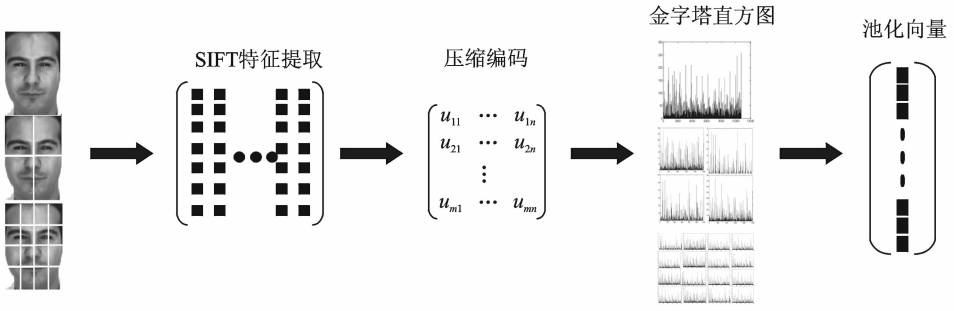 SIFT特征提取
压缩编码
金字塔直方图
池化向量
u11 ··· u1n
u21 ··· u2n
⋮
um1 ··· umn